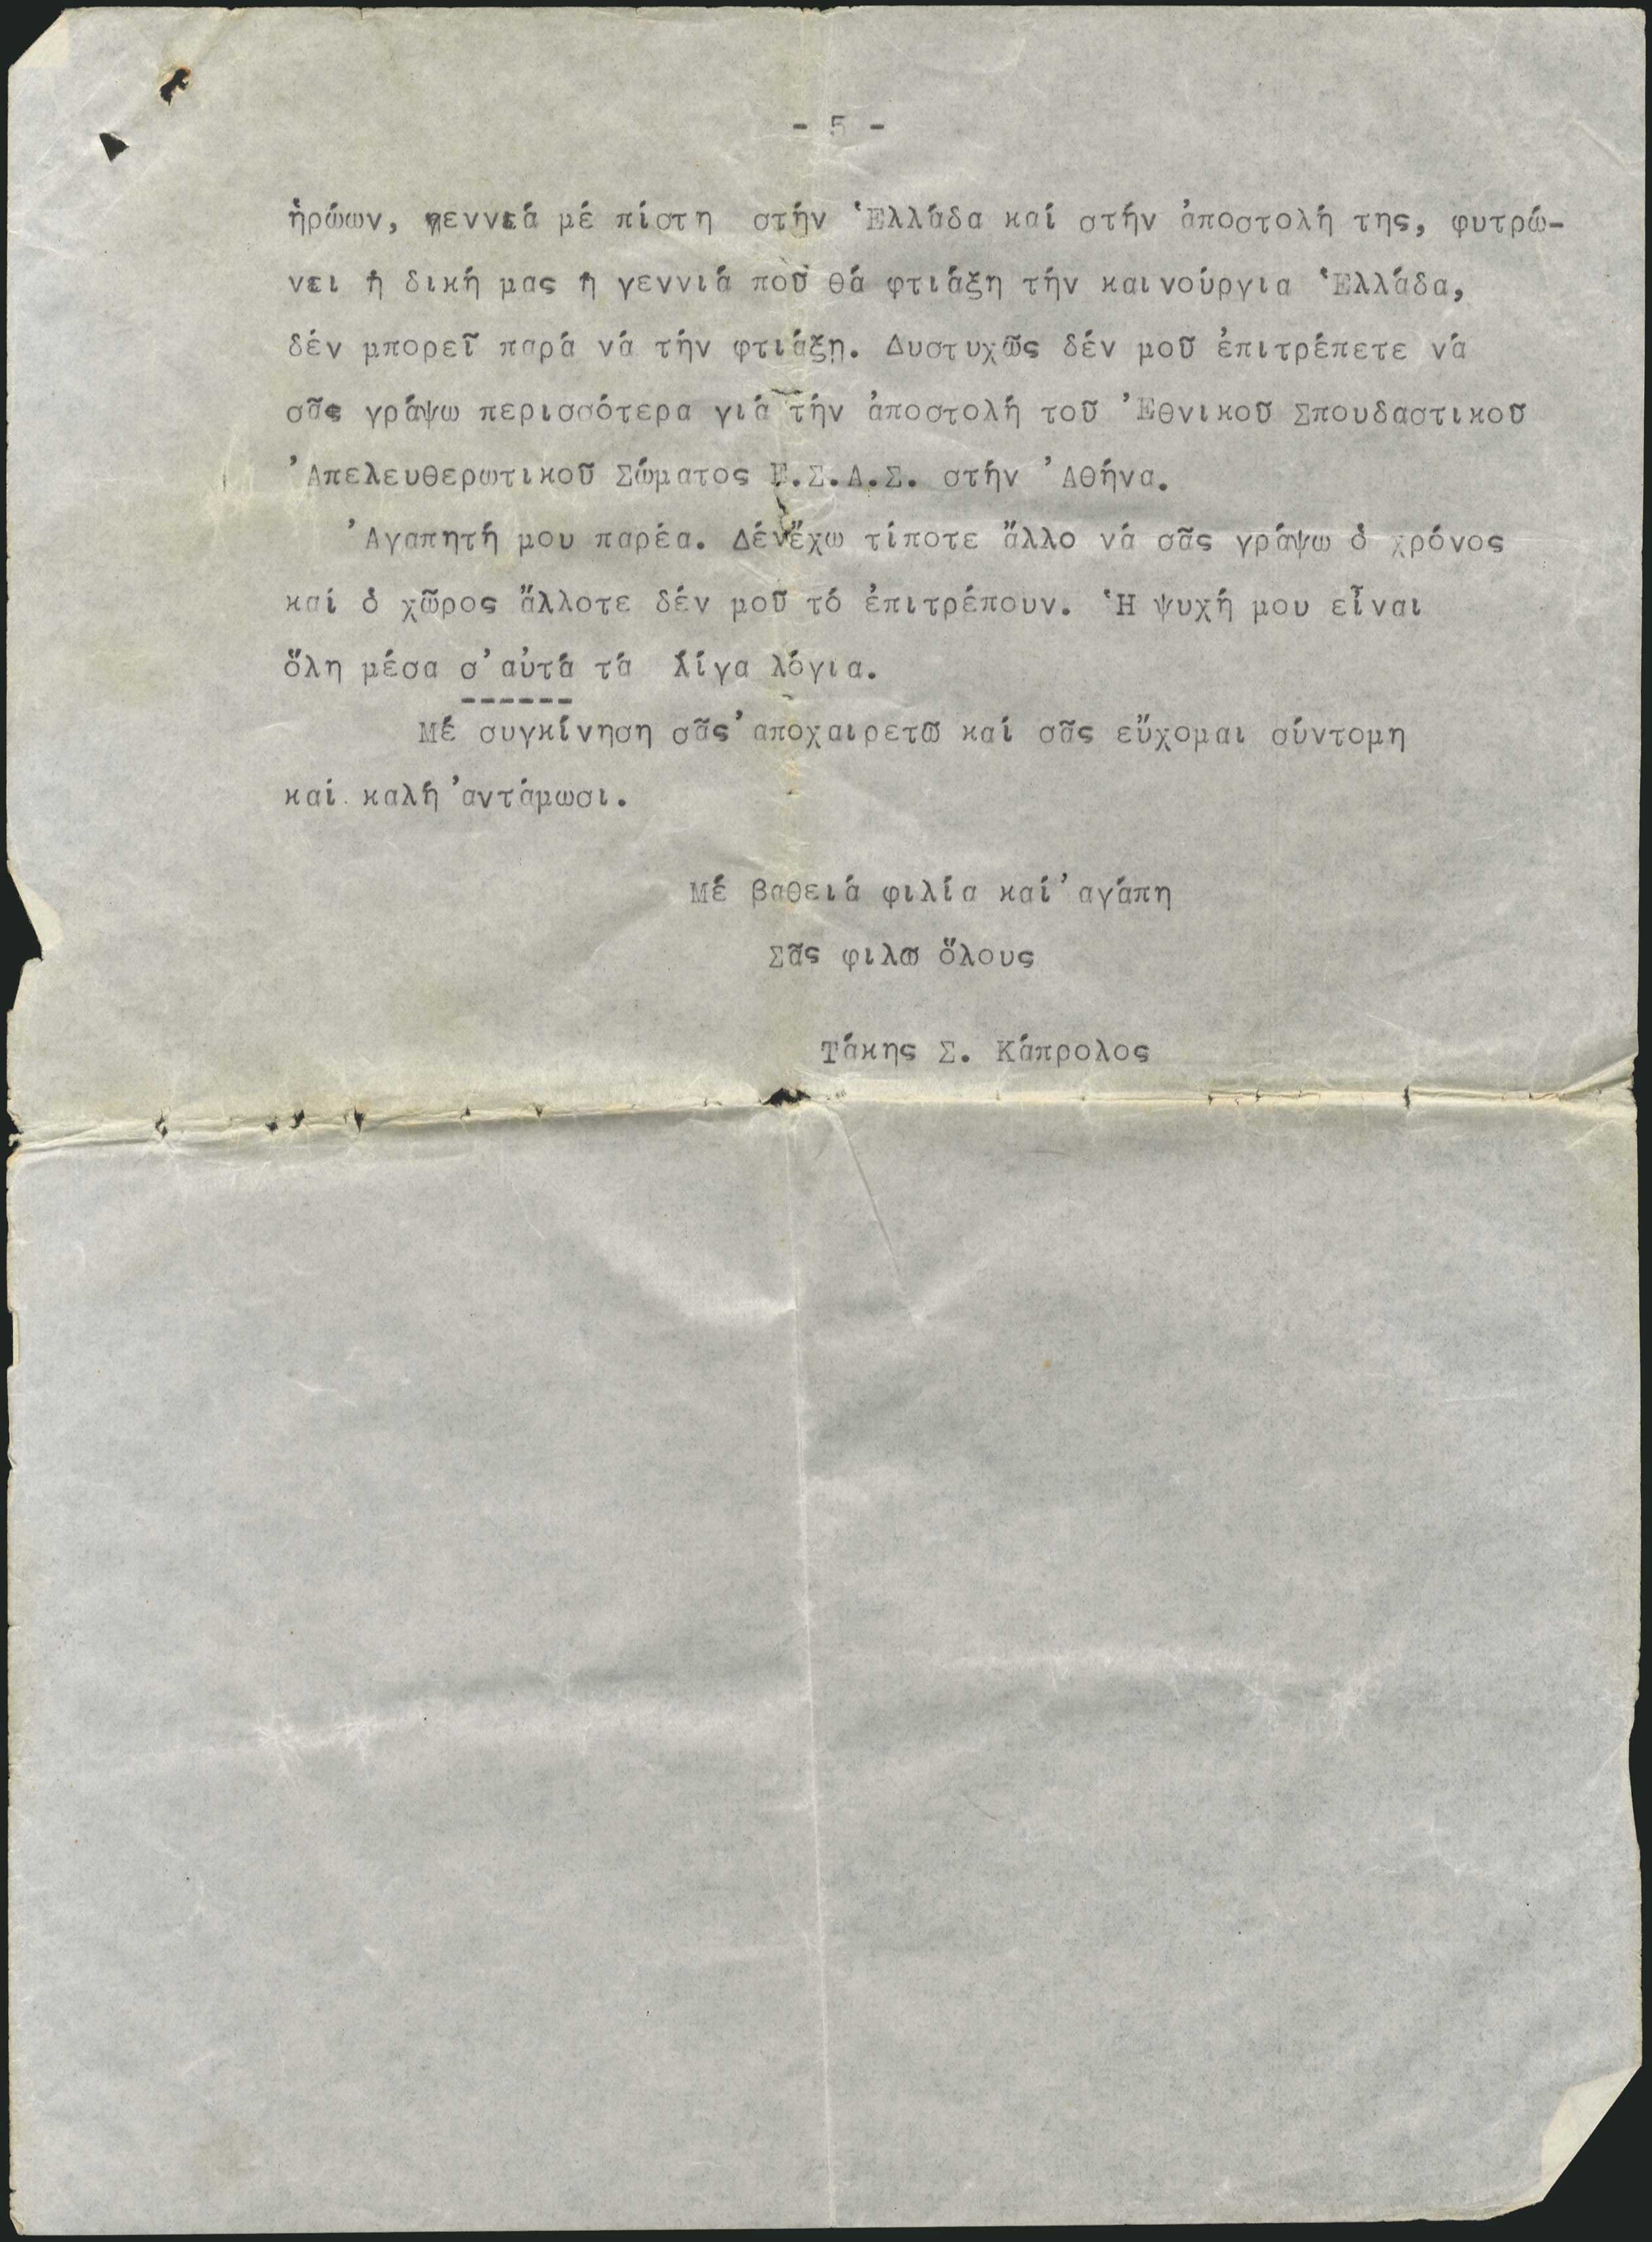 - 5 -
ἡρώων, γεννιά μέ πίστη στήν Ἑλλάδα καί στήν ἀποστολή της, φυτρώ-
νει ἡ δική μας ἡ γεννιά ποῦ θά φτιάξη τήν καινούργια Ἑλλάδα,
δέν μπορεῖ παρά νά τήν φτιάξη. Δυστυχῶς δέν μοῦ ἐπιτρέπετε νά
σᾶς γράψω περισσότερα γιά τήν ἀποστολή τοῦ Ἐθνικοῦ Σπουδαστικοῦ
Ἀπελευθερωτικοῦ Σώματος Ε.Σ.Α.Σ. στήν Ἀθήνα.
Ἀγαπητή μου παρέα. Δένἔχω τίποτε ἄλλο νά σᾶς γράψω ὁ χρόνος
καί ὁ χῶρος ἄλλοτε δέν μοῦ τό ἐπιτρέπουν. Ἡ ψυχή μου εἶναι
ὅλη μέσα σ'αὐτά τά λίγα λόγια.
------
Μέ συγκίνηση σᾶς 'αποχαιρετῶ καί σᾶς εὔχομαι σύντομη
καί καλή 'αντάμωσι.
Μέ βαθειά φιλία καί 'αγάπη
Σᾶς φιλῶ ὅλους
Τάκης Σ. Κάπρολος